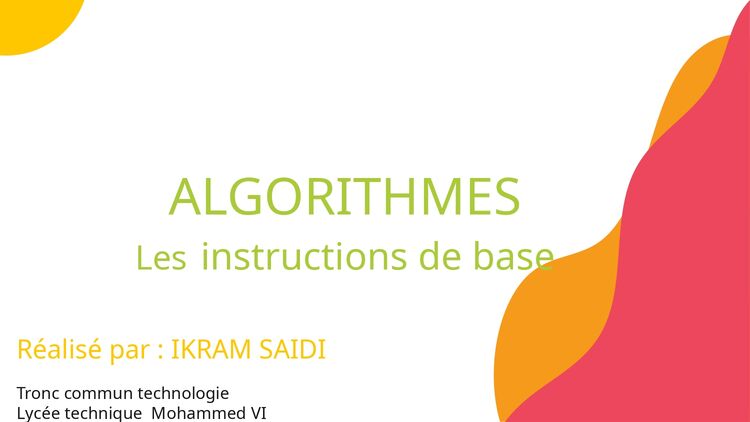 ALGORITHMES
Les instructions de base
Réalisé par : IKRAM SAIDI
Tronc commun technologie
Lycée technique Mohammed VI